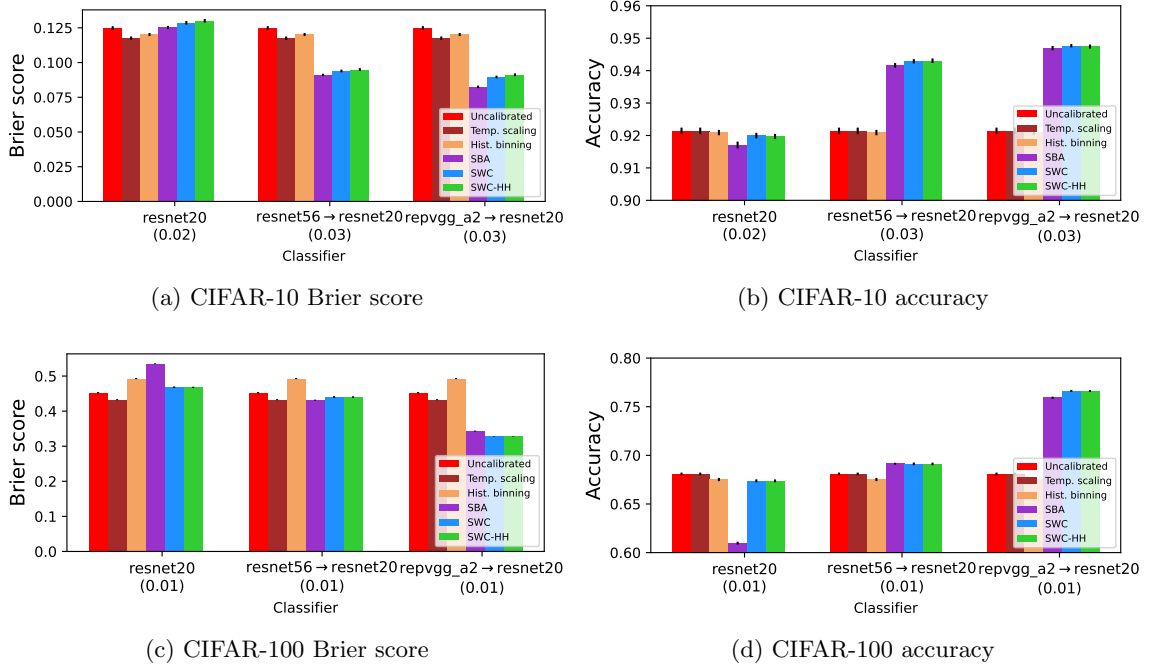 Brier score
0.125
0.100
0.075
0.050
0.025
0.000
Uncalibrated
Temp. scaling
Hist. binning
SBA
SWC
SWC-HH
resnet20
(0.02)
resnet56→resnet20
(0.03)
repvgg_a2→resnet20
(0.03)
Classifier
(a) CIFAR-10 Brier score
Accuracy
0.96
0.95
0.94
0.93
0.92
0.91
0.90
Uncalibrated
Temp. scaling
Hist. binning
SBA
SWC
SWC-HH
resnet20
(0.02)
resnet56→resnet20
(0.03)
repvgg_a2→resnet20
(0.03)
Classifier
(b) CIFAR-10 accuracy
Brier score
0.5
0.4
0.3
0.2
0.1
0.0
Uncalibrated
Temp. scaling
Hist. binning
SBA
SWC
SWC-HH
resnet20
(0.01)
resnet56→resnet20
(0.01)
repvgg_a2→resnet20
(0.01)
Classifier
(c) CIFAR-100 Brier score
Accuracy
0.80
0.75
0.70
0.65
0.60
Uncalibrated
Temp. scaling
Hist. binning
SBA
SWC
SWC-HH
resnet20
(0.01)
resnet56→resnet20
(0.01)
repvgg_a2→resnet20
(0.01)
Classifier
(d) CIFAR-100 accuracy